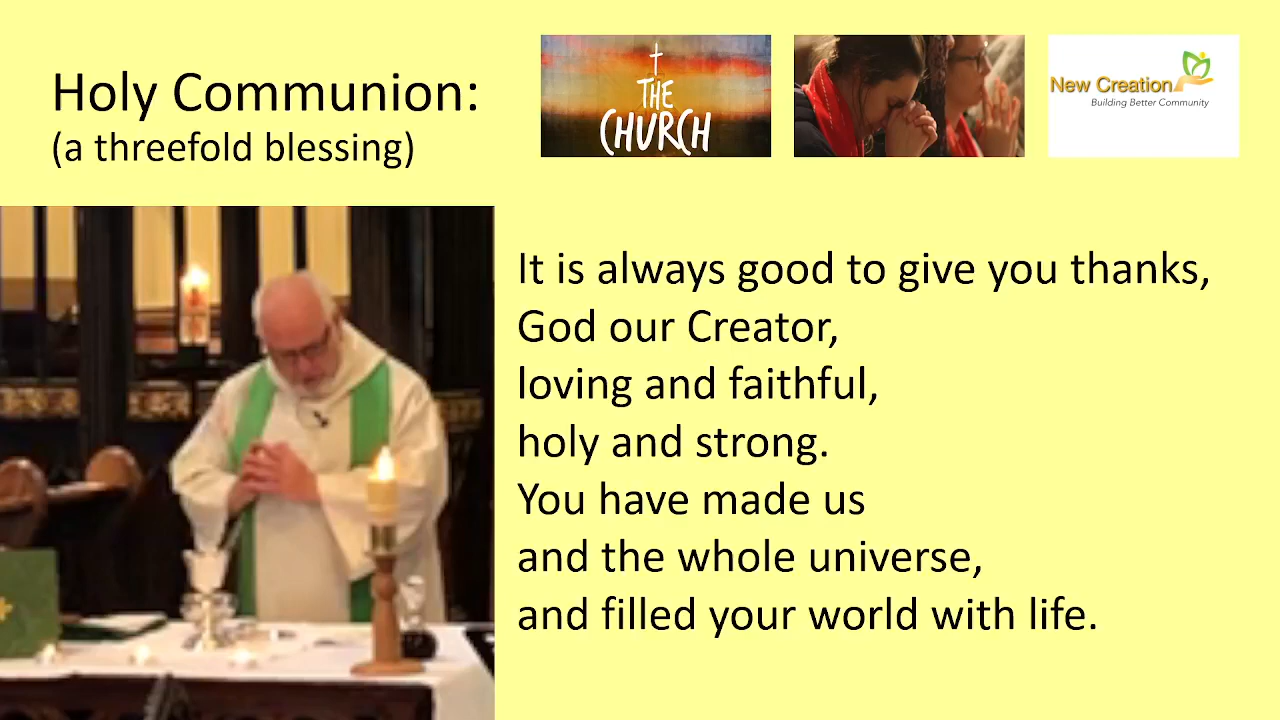 Holy Communion:
(a threefold blessing)
THE
CHURCH
New Creation
Building Better Community
It is always good to give you thanks,
God our Creator,
loving and faithful,
holy and strong.
You have made us
and the whole universe,
and filled your world with life.